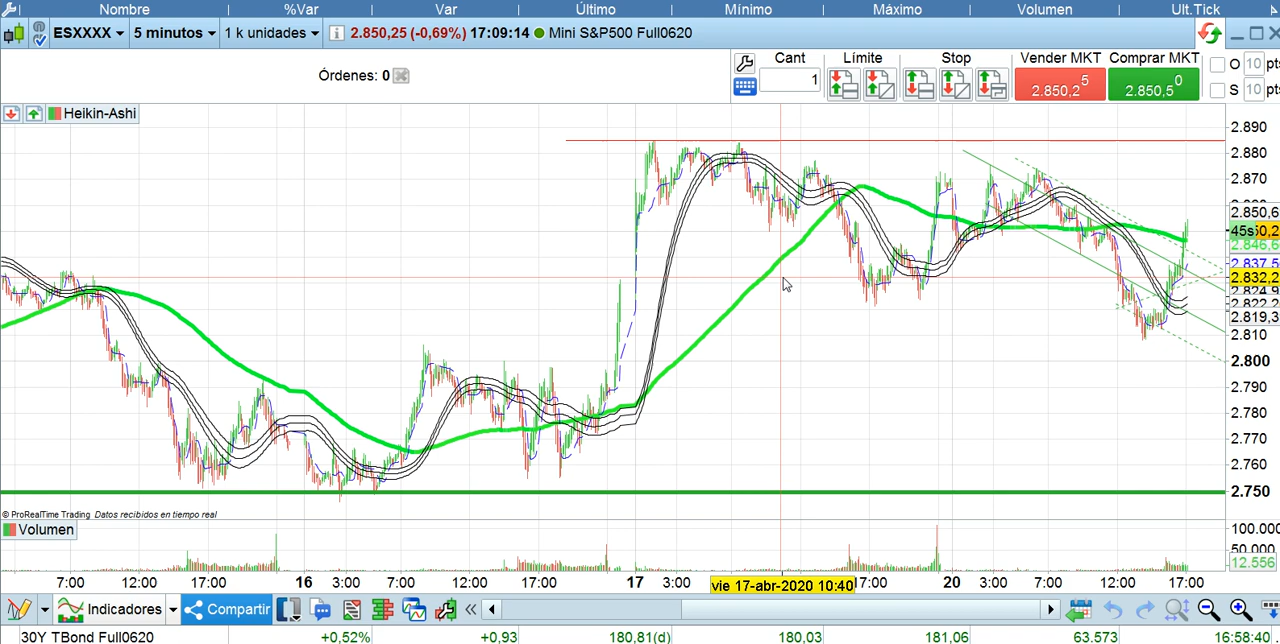 Nombre %Var Var Último Mínimo Máximo Volumen Ult.Tick
ESXXXX 5 minutos 1 k unidades 2.850,25 (-0,69%) 17:09:14 Mini S&P500 Full0620
Cant Límite Stop Vender MKT Comprar MKT O 10 pts
Órdenes: 0 1 2.850,2 5 2.850,5 0 S 10 pts
Heikin-Ashi
2.890
2.880
2.870
2.850,6
45s
2.846,6
2.837,5
2.832,2
2.819,3
2.810
2.800
2.790
2.780
2.770
2.760
2.750
© ProRealTime Trading Datos recibidos en tiempo real
Volumen
100.000
50.000
12.556
7:00 12:00 17:00 16 3:00 7:00 12:00 17:00 17 3:00 vie 17-abr-2020 10:40 17:00 20 3:00 7:00 12:00 17:00
Indicadores Compartir
30Y TBond Full0620 +0,52% +0,93 180,81(d) 180,03 181,06 63.573 16:58:40